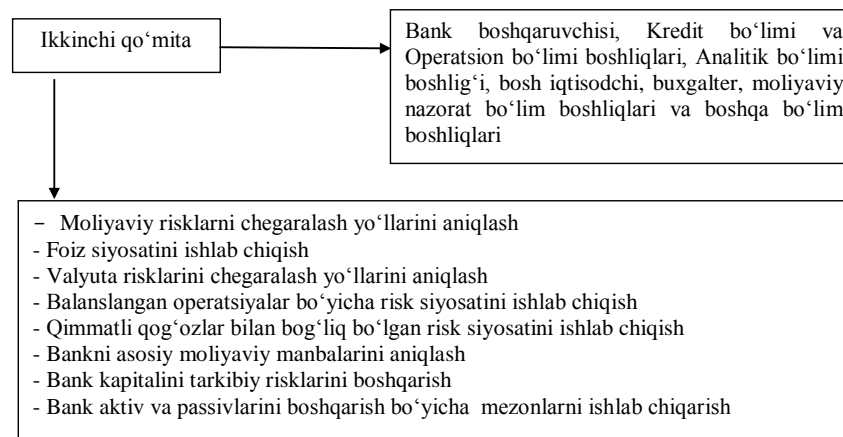 Ikkinchi qo‘mita
Bank boshqaruvchisi, Kredit bo‘limi va
Operatsion bo‘limi boshliqlari, Analitik bo‘limi
boshlig‘i, bosh iqtisodchi, buxgalter, moliyaviy
nazorat bo‘lim boshliqlari va boshqa bo‘lim
boshliqlari
- Moliyaviy risklarni chegaralash yo‘llarini aniqlash
- Foiz siyosatini ishlab chiqish
- Valyuta risklarini chegaralash yo‘llarini aniqlash
- Balanslangan operatsiyalar bo‘yicha risk siyosatini ishlab chiqish
- Qimmatli qog‘ozlar bilan bog‘liq bo‘lgan risk siyosatini ishlab chiqish
- Bankni asosiy moliyaviy manbalarini aniqlash
- Bank kapitalini tarkibiy risklarini boshqarish
- Bank aktiv va passivlarini boshqarish bo‘yicha mezonlarni ishlab chiqarish